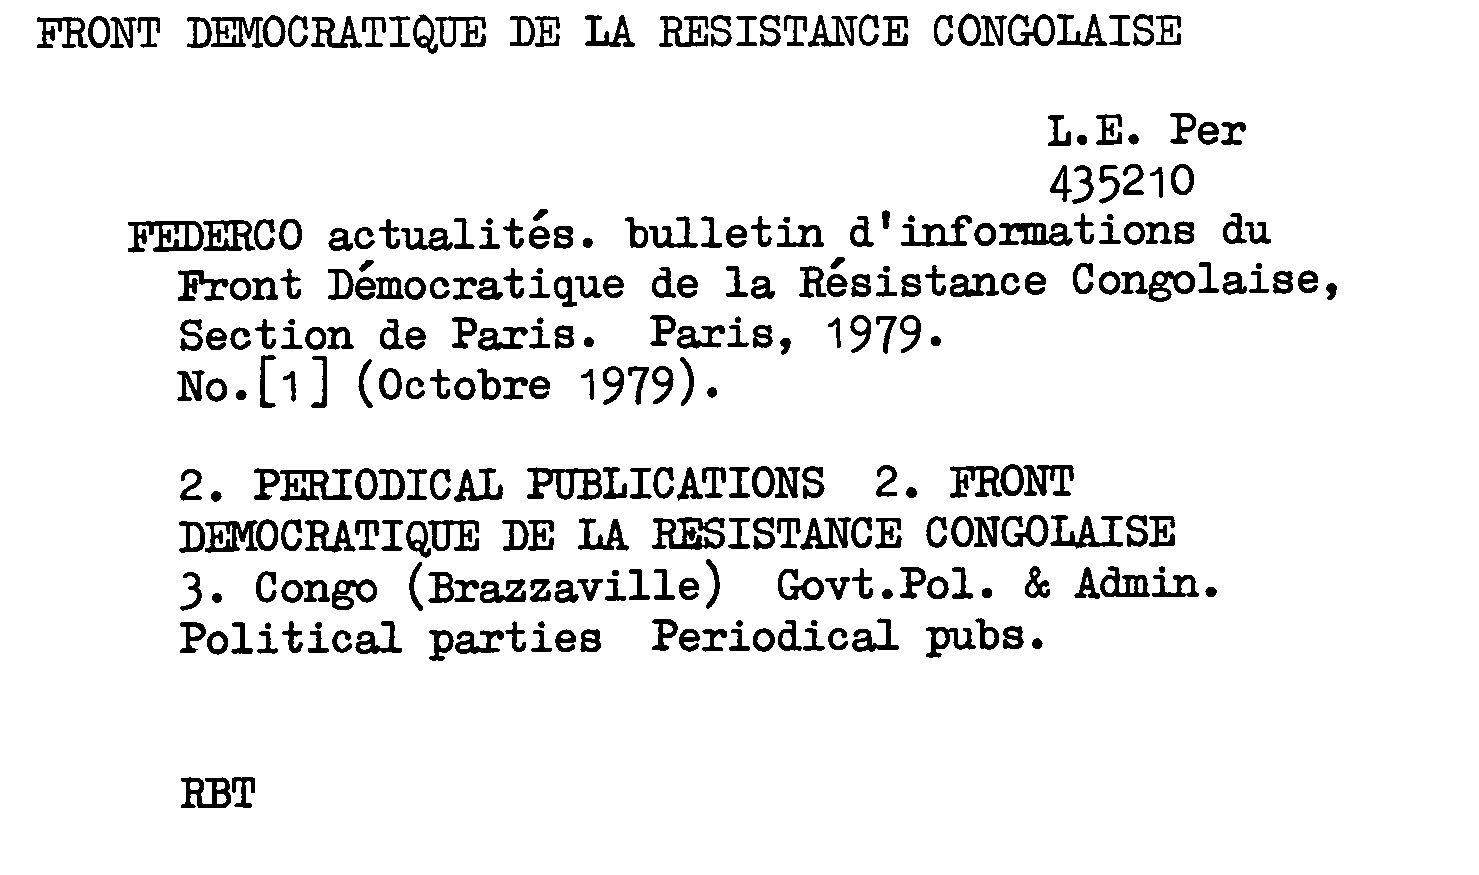 FRONT DEMOCRATIQUE DE LA RESISTANCE CONGOLAISE
L.E. Per
435210
FEDERCO actualités. bulletin d'informations du
Front Démocratique de la Résistance Congolaise,
Section de Paris. Paris, 1979.
No.[1] (Octobre 1979).
2. PERIODICAL PUBLICATIONS 2. FRONT
DEMOCRATIQUE DE LA RESISTANCE CONGOLAISE
3. Congo (Brazzaville) Govt.Pol. & Admin.
Political parties Periodical pubs.
RBT